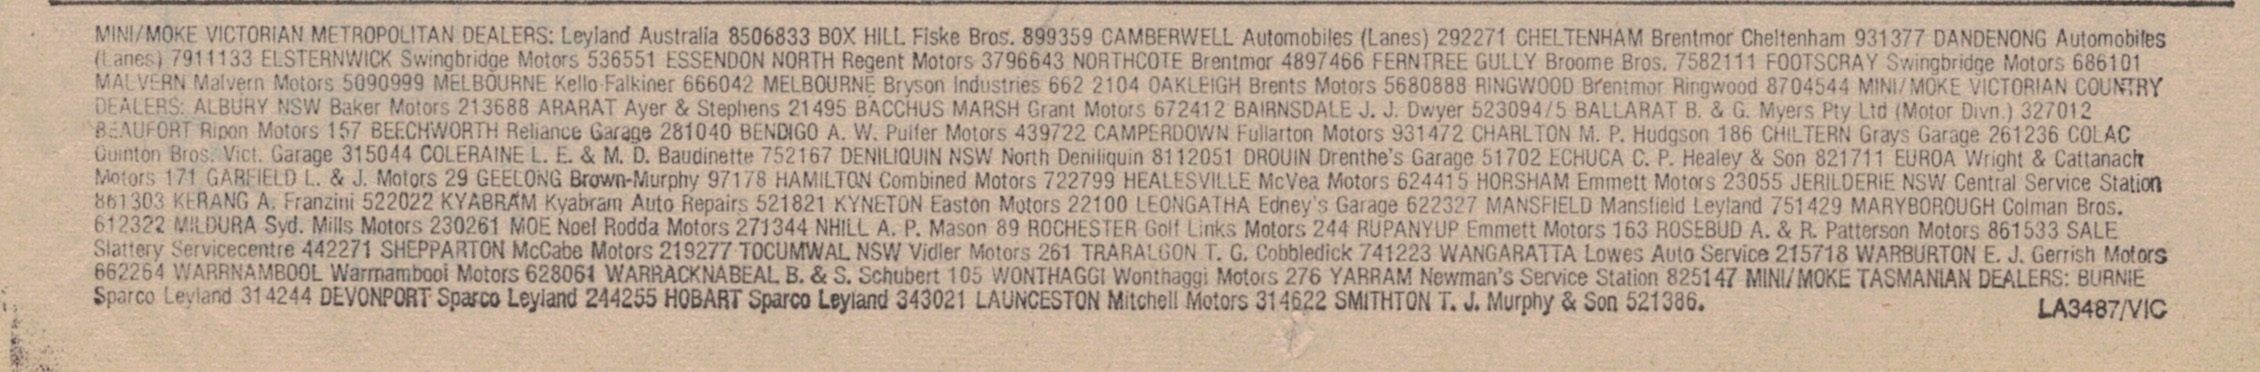 MINI/MOKE VICTORIAN METROPOLITAN DEALERS: Leyland Australia 8506833 BOX HILL Fiske Bros. 899359 CAMBERWELL Automobiles (Lanes) 292271 CHELTENHAM Brentmor Cheltenham 931377 DANDENONG Automobiles
(Lanes) 7911133 ELSTERNWICK Swingbridge Motors 536551 ESSENDON NORTH Regent Motors 3796643 NORTHCOTE Brentmor 4897466 FERNTREE GULLY Broome Bros. 7582111 FOOTSCRAY Swingbridge Motors 686101
MALVERN Malvern Motors 5090999 MELBOURNE Kellow-Falkiner 666042 MELBOURNE Bryson Industries 662 2104 OAKLEIGH Brents Motors 5680888 RINGWOOD Brentmor Ringwood 8704544 MINI/MOKE VICTORIAN COUNTRY
DEALERS: ALBURY NSW Baker Motors 213688 ARARAT Ayer & Stephens 21495 BACCHUS MARSH Grant Motors 672412 BAIRNSDALE J. J. Dwyer 523094/5 BALLARAT B. & G. Myers Pty Ltd (Motor Divn.) 327012
BEAUFORT Ripon Motors 157 BEECHWORTH Reliance Garage 281040 BENDIGO A. W. Pulfer Motors 439722 CAMPERDOWN Fullarton Motors 931472 CHARLTON M. P. Hudgson 186 CHILTERN Grays Garage 261236 COLAC
Quinton Bros. Vict. Garage 315044 COLERAINE L. E. & M. D. Baudinette 752167 DENILIQUIN NSW North Deniliquin 8112051 DROUIN Drenthe's Garage 51702 ECHUCA C. P. Healey & Son 821711 EUROA Wright & Cattanach
Motors 171 GARFIELD L. & J. Motors 29 GEELONG Brown-Murphy 97178 HAMILTON Combined Motors 722799 HEALESVILLE McVea Motors 624415 HORSHAM Emmett Motors 23055 JERILDERIE NSW Central Service Station
861303 KERANG A. Franzini 522022 KYABRAM Kyabram Auto Repairs 521821 KYNETON Easton Motors 22100 LEONGATHA Edney's Garage 622327 MANSFIELD Mansfield Leyland 751429 MARYBOROUGH Colman Bros.
612322 MILDURA Syd. Mills Motors 230261 MOE Noel Rodda Motors 271344 NHILL A. P. Mason 89 ROCHESTER Golf Links Motors 244 RUPANYUP Emmett Motors 163 ROSEBUD A. & R. Patterson Motors 861533 SALE
Slattery Servicecentre 442271 SHEPPARTON McCabe Motors 219277 TOCUMWAL NSW Vidler Motors 261 TRARALGON T. G. Cobbledick 741223 WANGARATTA Lowes Auto Service 215718 WARBURTON E. J. Gerrish Motors
662264 WARRNAMBOOL Warrnambool Motors 628061 WARRACKNABEAL B. & S. Schubert 105 WONTHAGGI Wonthaggi Motors 276 YARRAM Newman's Service Station 825147 MINI/MOKE TASMANIAN DEALERS: BURNIE
Sparco Leyland 314244 DEVONPORT Sparco Leyland 244255 HOBART Sparco Leyland 343021 LAUNCESTON Mitchell Motors 314622 SMITHTON T. J. Murphy & Son 521386.
LA3487/VIC